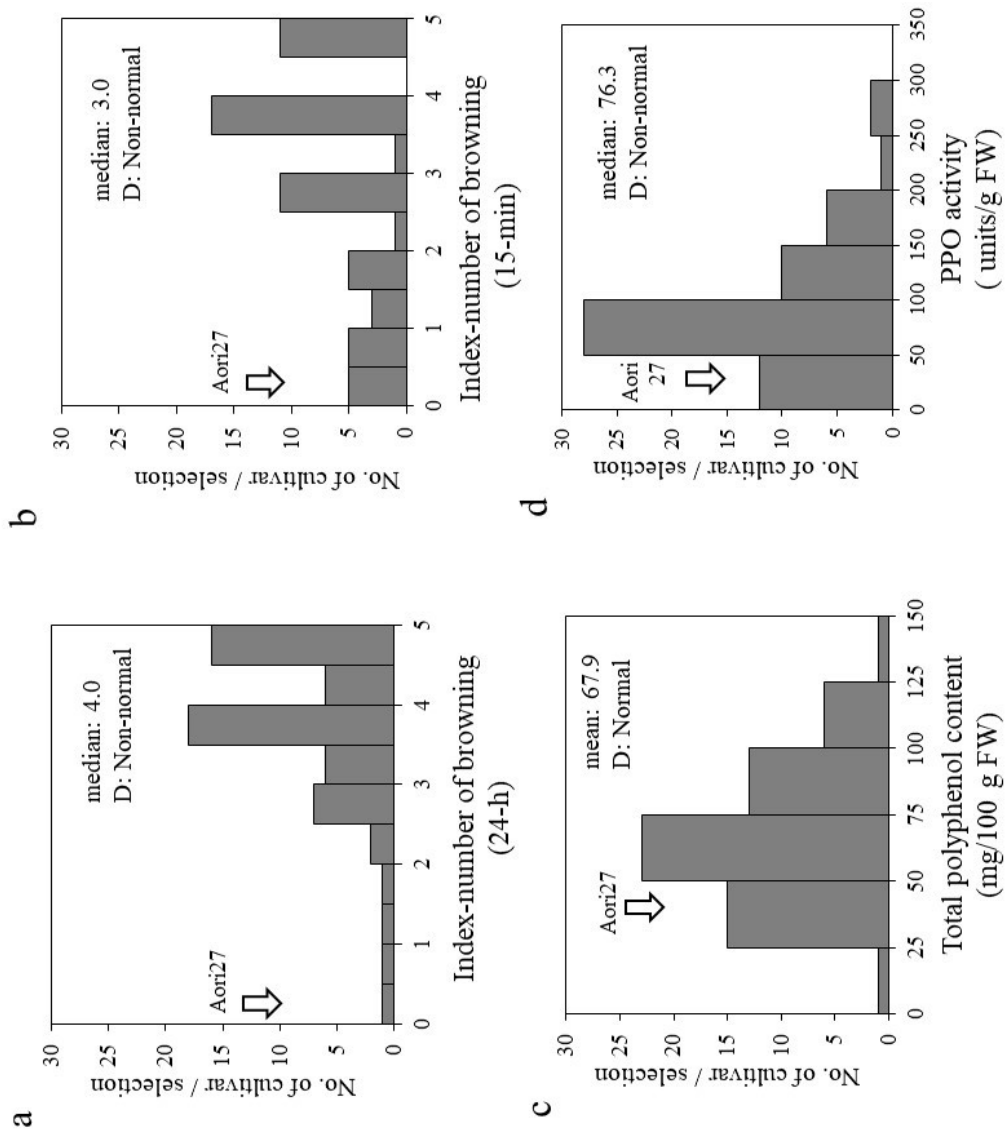 a
30
25
20
15
10
5
0
No. of cultivar / selection
median: 4.0
D: Non-normal
Aori27
0 1 2 3 4 5
Index-number of browning
(24-h)
b
30
25
20
15
10
5
0
No. of cultivar / selection
median: 3.0
D: Non-normal
Aori27
0 1 2 3 4 5
Index-number of browning
(15-min)
c
30
25
20
15
10
5
0
No. of cultivar / selection
mean: 67.9
D: Normal
Aori27
0 25 50 75 100 125 150
Total polyphenol content
(mg/100 g FW)
d
30
25
20
15
10
5
0
No. of cultivar / selection
median: 76.3
D: Non-normal
Aori
27
0 50 100 150 200 250 300 350
PPO activity
( units/g FW)